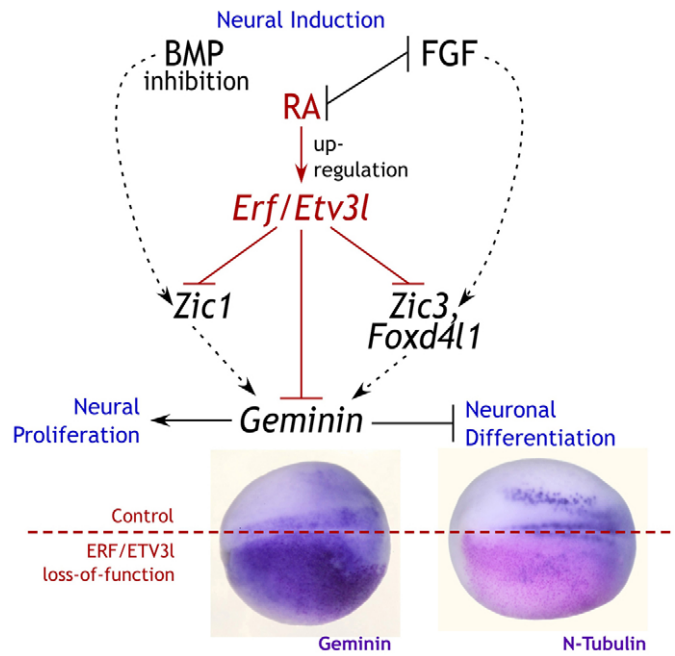 Neural Induction
BMP
inhibition
FGF
RA
up-
regulation
Erf/Etv3l
Zic1
Zic3,
Foxd4l1
Neural
Proliferation
Geminin
Neuronal
Differentiation
Control
ERF/ETV3l
loss-of-function
Geminin
N-Tubulin